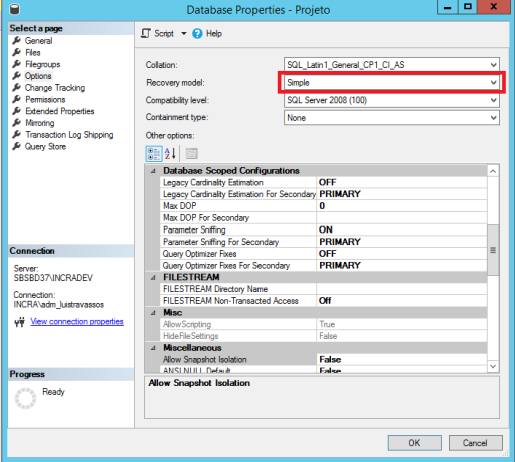 Database Properties - Projeto
Select a page
General
Files
Filegroups
Options
Change Tracking
Permissions
Extended Properties
Mirroring
Transaction Log Shipping
Query Store
Connection
Server:
SBSBD37\INCRADEV
Connection:
INCRA\adm_luistravassos
View connection properties
Progress
Ready
Script
Help
Collation: SQL_Latin1_General_CP1_CI_AS
Recovery model: Simple
Compatibility level: SQL Server 2008 (100)
Containment type: None
Other options:
Database Scoped Configurations
Legacy Cardinality Estimation OFF
Legacy Cardinality Estimation For Secondary PRIMARY
Max DOP 0
Max DOP For Secondary
Parameter Sniffing ON
Parameter Sniffing For Secondary PRIMARY
Query Optimizer Fixes OFF
Query Optimizer Fixes For Secondary PRIMARY
FILESTREAM
FILESTREAM Directory Name
FILESTREAM Non-Transacted Access Off
Misc
AllowScripting True
HideFileSettings False
Miscellaneous
Allow Snapshot Isolation False
ANSI NULL Default False
Allow Snapshot Isolation
OK
Cancel